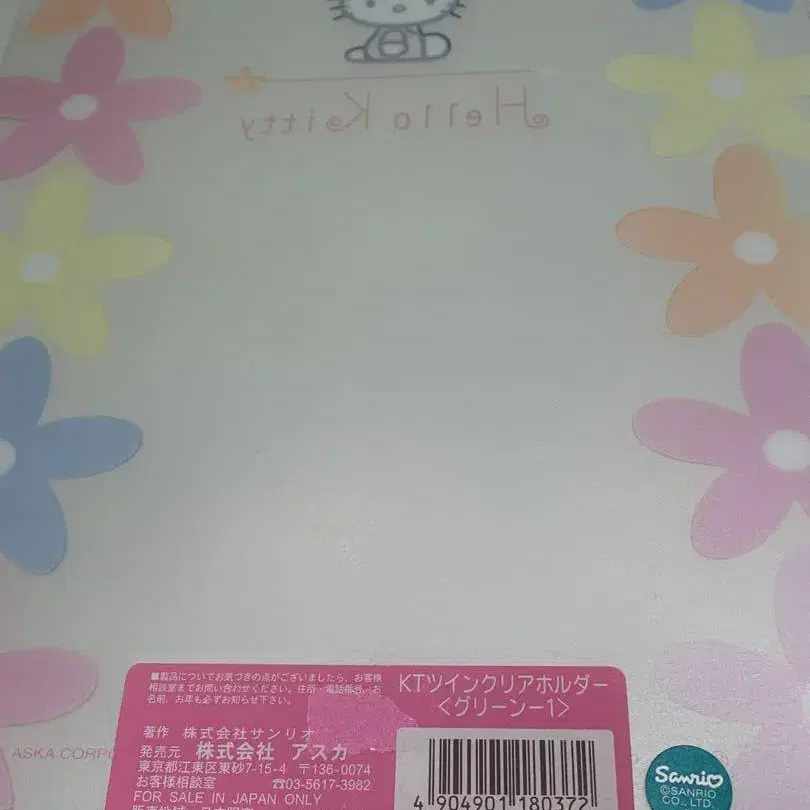 Hello Kitty
■製品についてお気づきの点がございましたら、お客様
相談室までお問い合わせください。住所・電話番号、お
名前、お年も必ずお知らせ下さい。
KTツインクリアホルダー
<グリーンー1>
著作 株式会社サンリオ
ASKA CORPO
発売元 株式会社 アスカ
東京都江東区東砂7-15-4 〒136-0074
お客様相談室 ☎03-5617-3982
FOR SALE IN JAPAN ONLY
4 904901 180372
Sanrio
©SANRIO
CO.,LTD.